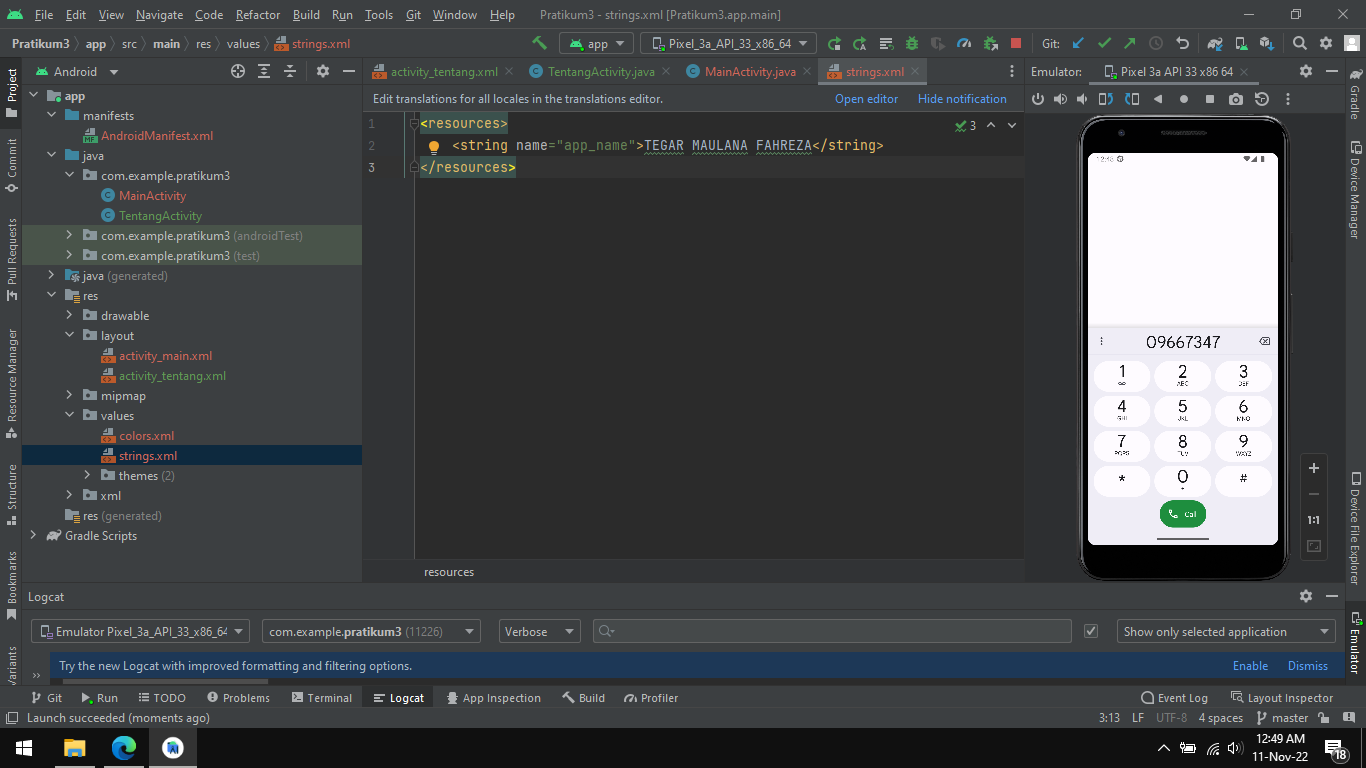 File Edit View Navigate Code Refactor Build Run Tools Git Window Help Pratikum3 - strings.xml [Pratikum3.app.main]
Pratikum3 app src main res values strings.xml app Pixel_3a_API_33_x86_64 Git:
Project
Commit
Pull Requests
Resource Manager
Structure
Bookmarks
Android
app
manifests
AndroidManifest.xml
java
com.example.pratikum3
MainActivity
TentangActivity
com.example.pratikum3 (androidTest)
com.example.pratikum3 (test)
java (generated)
res
drawable
layout
activity_main.xml
activity_tentang.xml
mipmap
values
colors.xml
strings.xml
themes (2)
xml
res (generated)
Gradle Scripts
activity_tentang.xml TentangActivity.java MainActivity.java strings.xml
Edit translations for all locales in the translations editor. Open editor Hide notification
1 <resources>
2 <string name="app_name">TEGAR MAULANA FAHREZA</string>
3 </resources>
3
resources
Emulator: Pixel 3a API 33 x86 64
12:48
09667347
1 2 3
ABC DEF
4 5 6
GHI JKL MNO
7 8 9
PQRS TUV WXYZ
* 0 #
+
Call
1:1
Gradle
Device Manager
Device File Explorer
Emulator
Logcat
Emulator Pixel_3a_API_33_x86_64 com.example.pratikum3 (11226) Verbose Show only selected application
Try the new Logcat with improved formatting and filtering options. Enable Dismiss
Git Run TODO Problems Terminal Logcat App Inspection Build Profiler Event Log Layout Inspector
Launch succeeded (moments ago) 3:13 LF UTF-8 4 spaces master
12:49 AM
11-Nov-22
18